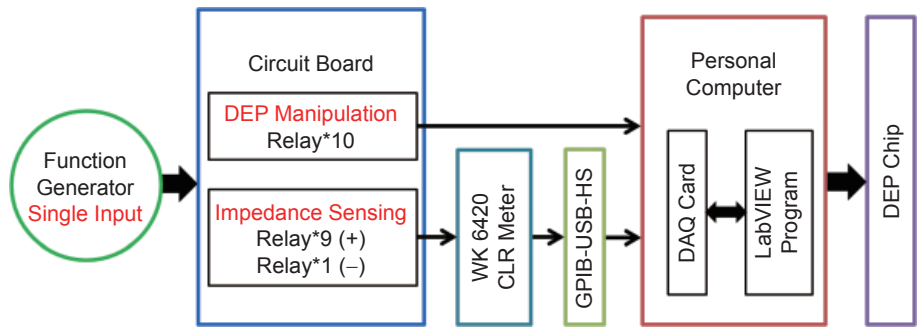 Function
Generator
Single Input
Circuit Board
DEP Manipulation
Relay*10
Impedance Sensing
Relay*9 (+)
Relay*1 (−)
WK 6420
CLR Meter
GPIB-USB-HS
Personal
Computer
DAQ Card
LabVIEW
Program
DEP Chip